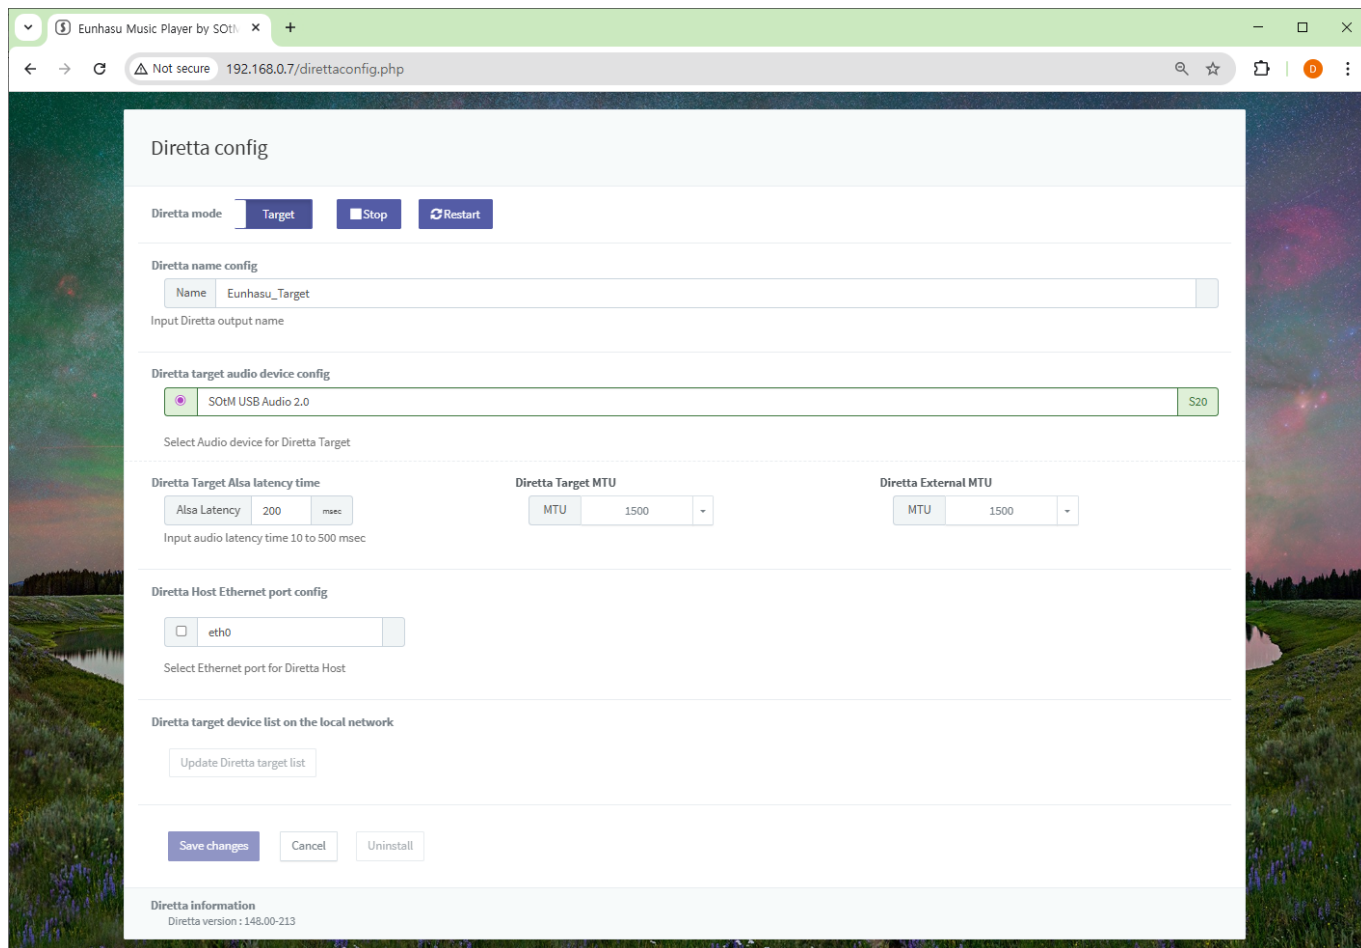 Eunhasu Music Player by SOtM
Not secure
192.168.0.7/direttaconfig.php
D
Diretta config
Diretta mode
Target
Stop
Restart
Diretta name config
Name
Eunhasu_Target
Input Diretta output name
Diretta target audio device config
SOtM USB Audio 2.0
S20
Select Audio device for Diretta Target
Diretta Target Alsa latency time
Diretta Target MTU
Diretta External MTU
Alsa Latency
200
msec
MTU
1500
MTU
1500
Input audio latency time 10 to 500 msec
Diretta Host Ethernet port config
eth0
Select Ethernet port for Diretta Host
Diretta target device list on the local network
Update Diretta target list
Save changes
Cancel
Uninstall
Diretta information
Diretta version : 148.00-213